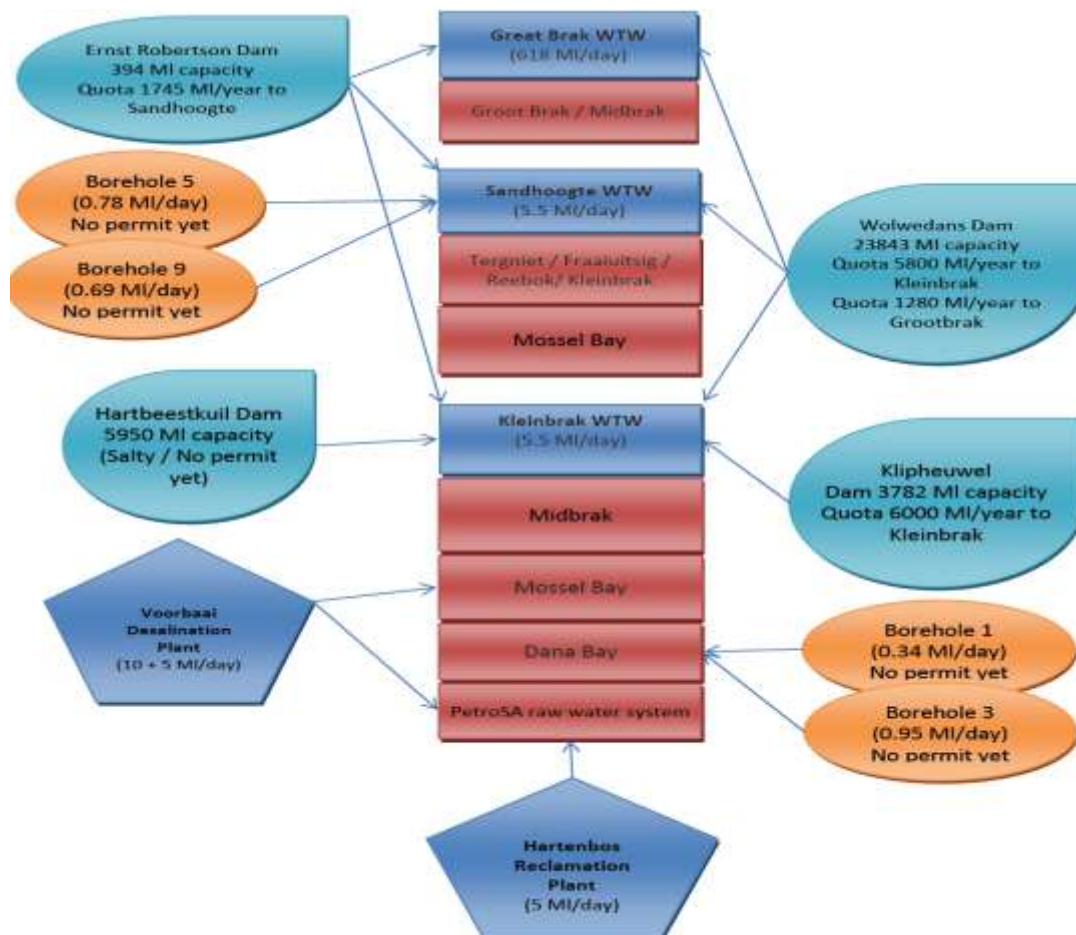 Ernst Robertson Dam
394 Ml capacity
Quota 1745 Ml/year to
Sandhoogte
Great Brak WTW
(618 Ml/day)
Groot Brak / Midbrak
Borehole 5
(0.78 Ml/day)
No permit yet
Borehole 9
(0.69 Ml/day)
No permit yet
Sandhoogte WTW
(5.5 Ml/day)
Tergniet / Fraaiuitsig /
Reebok/ Kleinbrak
Mossel Bay
Wolwedans Dam
23843 Ml capacity
Quota 5800 Ml/year to
Kleinbrak
Quota 1280 Ml/year to
Grootbrak
Hartbeestkuil Dam
5950 Ml capacity
(Salty / No permit
yet)
Kleinbrak WTW
(5.5 Ml/day)
Midbrak
Mossel Bay
Dana Bay
PetroSA raw water system
Klipheuwel
Dam 3782 Ml capacity
Quota 6000 Ml/year to
Kleinbrak
Voorbaai
Desalination
Plant
(10 + 5 Ml/day)
Borehole 1
(0.34 Ml/day)
No permit yet
Borehole 3
(0.95 Ml/day)
No permit yet
Hartenbos
Reclamation
Plant
(5 Ml/day)